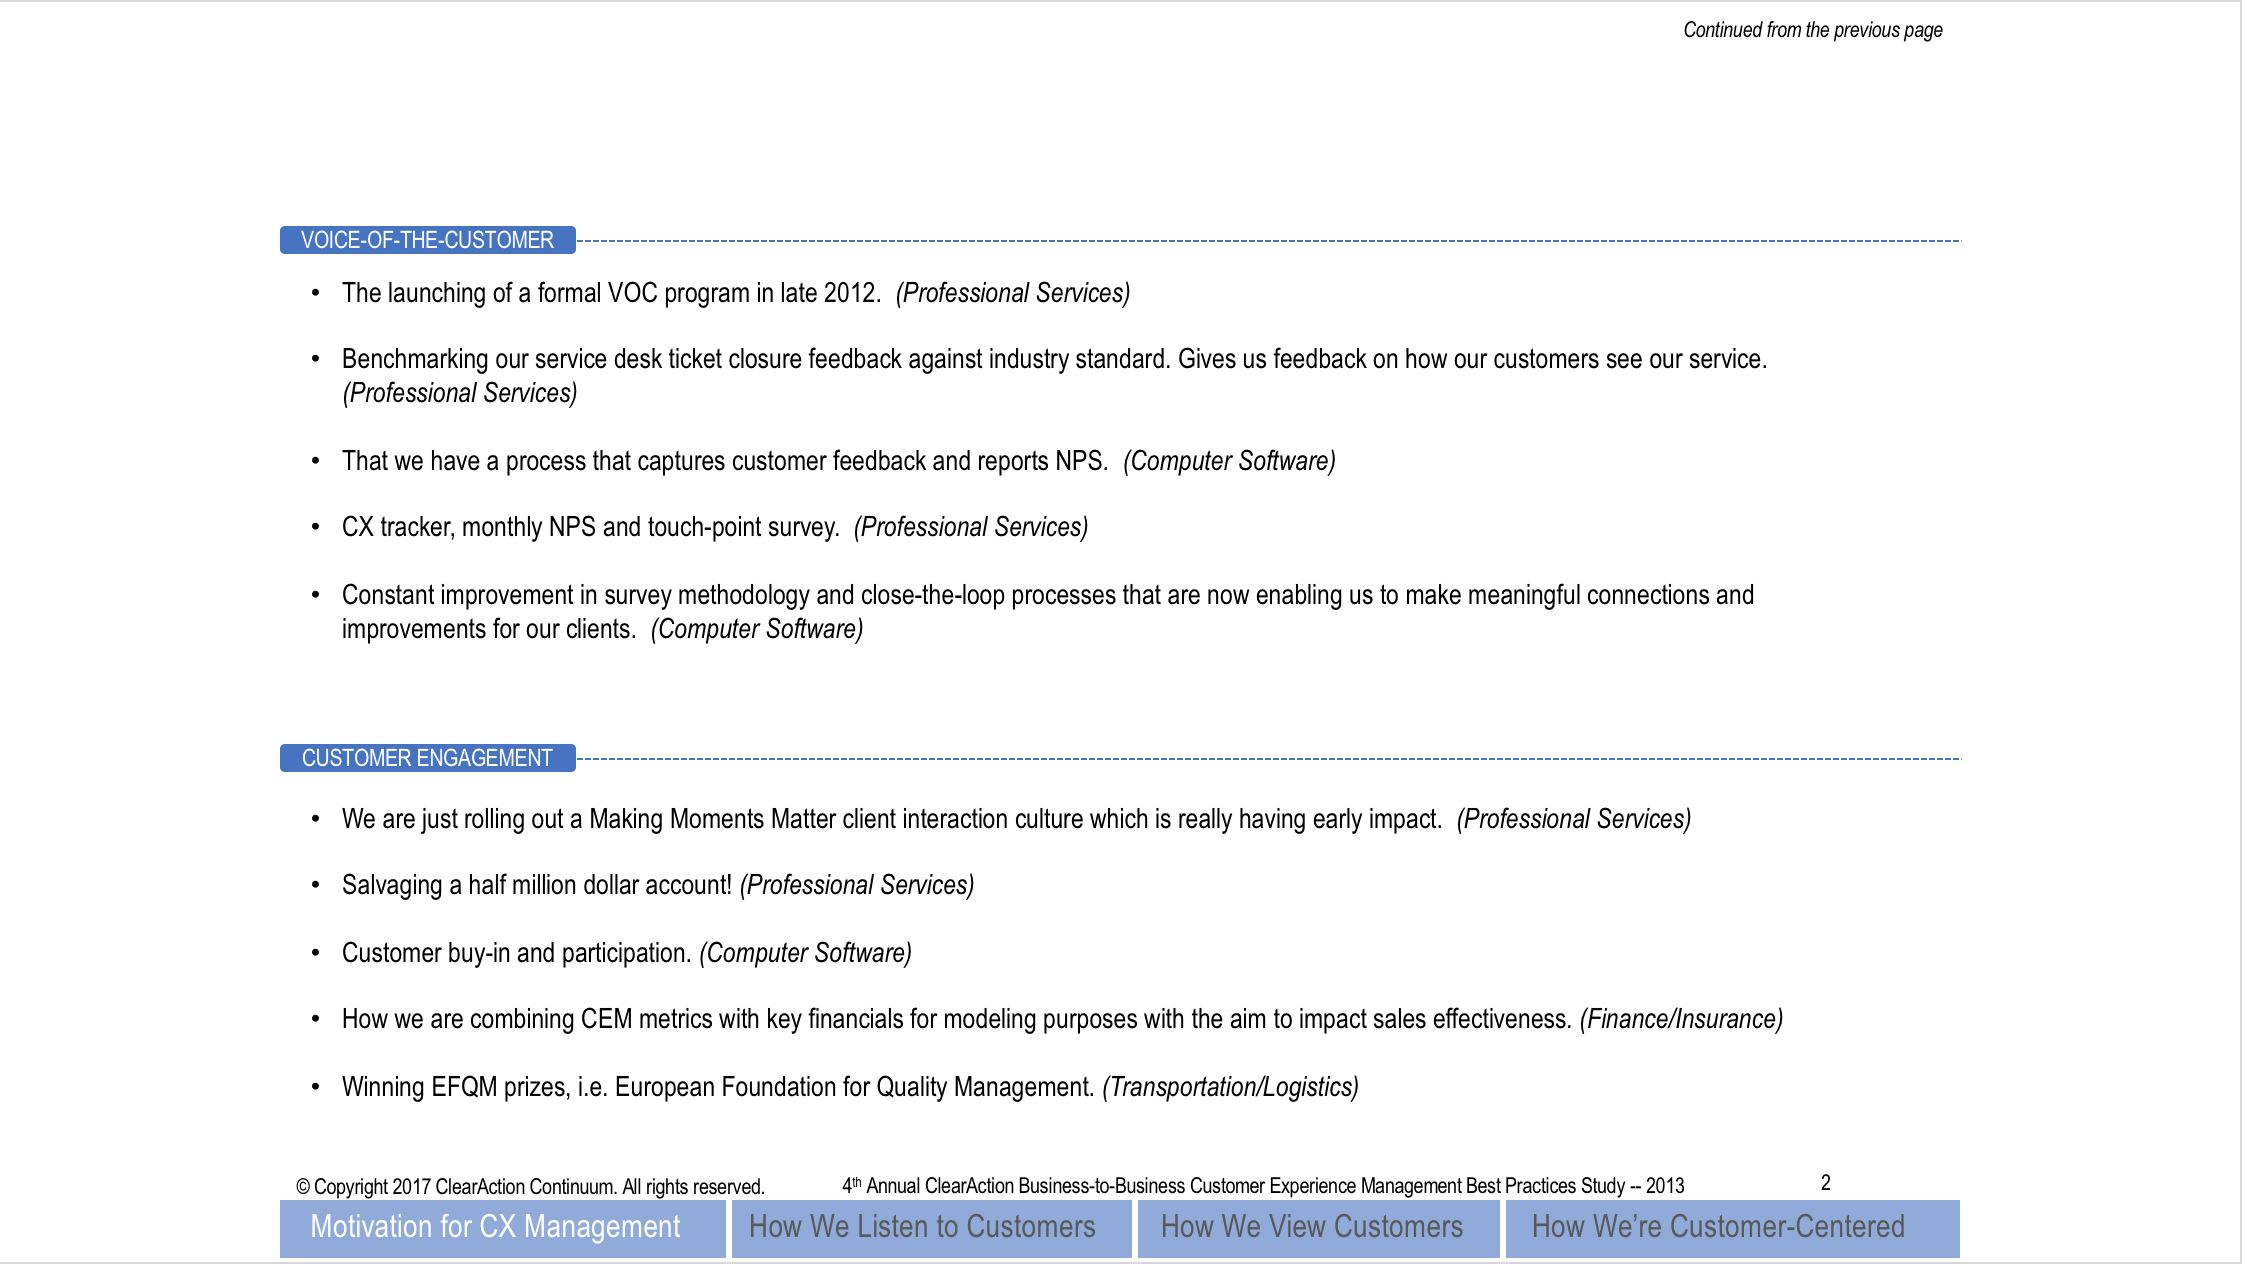 Continued from the previous page
VOICE-OF-THE-CUSTOMER
• The launching of a formal VOC program in late 2012. (Professional Services)
• Benchmarking our service desk ticket closure feedback against industry standard. Gives us feedback on how our customers see our service.
(Professional Services)
• That we have a process that captures customer feedback and reports NPS. (Computer Software)
• CX tracker, monthly NPS and touch-point survey. (Professional Services)
• Constant improvement in survey methodology and close-the-loop processes that are now enabling us to make meaningful connections and
improvements for our clients. (Computer Software)
CUSTOMER ENGAGEMENT
• We are just rolling out a Making Moments Matter client interaction culture which is really having early impact. (Professional Services)
• Salvaging a half million dollar account! (Professional Services)
• Customer buy-in and participation. (Computer Software)
• How we are combining CEM metrics with key financials for modeling purposes with the aim to impact sales effectiveness. (Finance/Insurance)
• Winning EFQM prizes, i.e. European Foundation for Quality Management. (Transportation/Logistics)
© Copyright 2017 ClearAction Continuum. All rights reserved. 4th Annual ClearAction Business-to-Business Customer Experience Management Best Practices Study -- 2013 2
Motivation for CX Management How We Listen to Customers How We View Customers How We’re Customer-Centered